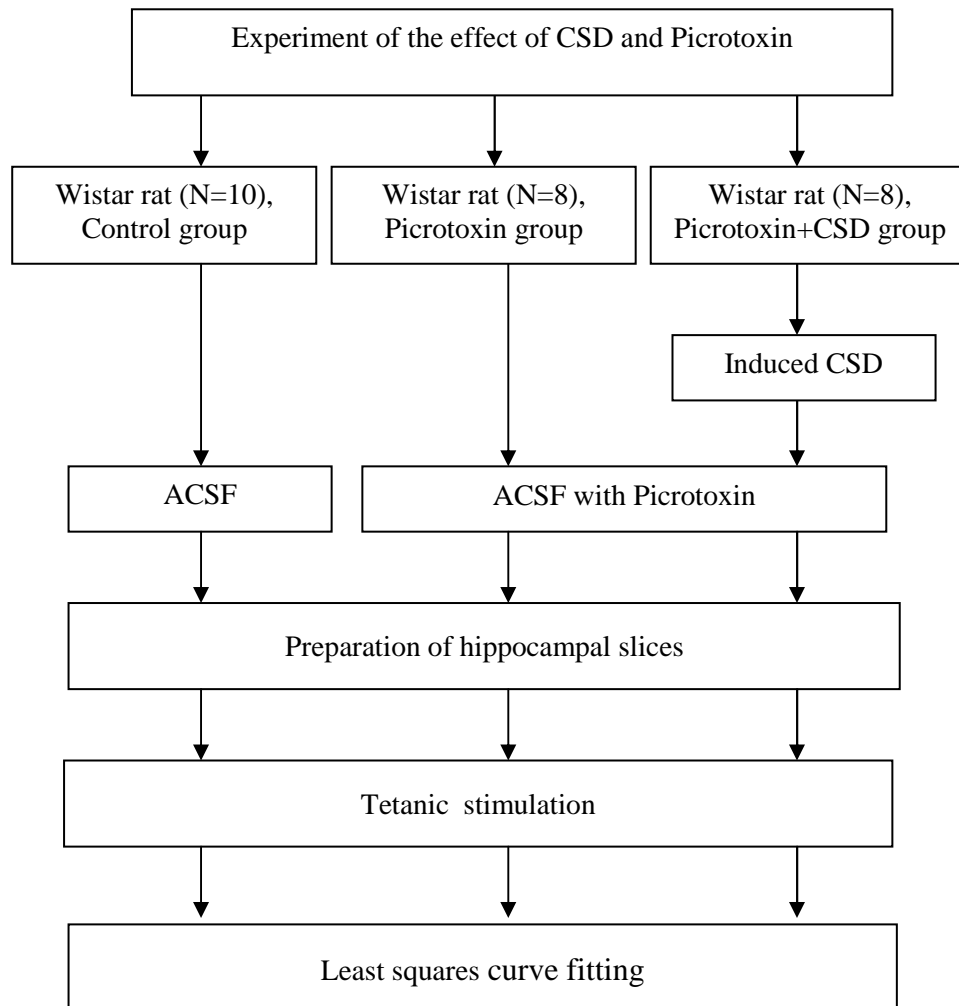 Experiment of the effect of CSD and Picrotoxin
Wistar rat (N=10),
Control group
Wistar rat (N=8),
Picrotoxin group
Wistar rat (N=8),
Picrotoxin+CSD group
Induced CSD
ACSF
ACSF with Picrotoxin
Preparation of hippocampal slices
Tetanic stimulation
Least squares curve fitting